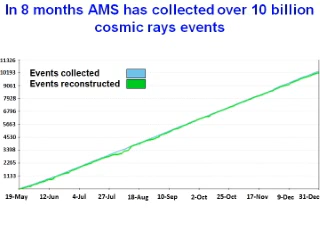 In 8 months AMS has collected over 10 billion
cosmic rays events
Events collected
Events reconstructed
11326
10193
9061
7928
6796
5663
4530
3398
2265
1133
19-May 12-Jun 4-Jul 27-Jul 18-Aug 10-Sep 2-Oct 25-Oct 17-Nov 9-Dec 31-Dec